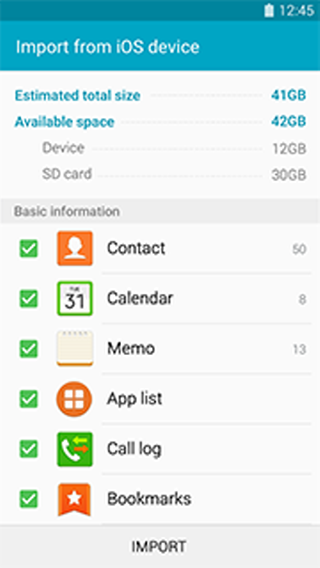 12:45
Import from iOS device
Estimated total size 41GB
Available space 42GB
Device 12GB
SD card 30GB
Basic information
Contact 50
TUE
31
Calendar 8
Memo 13
App list
Call log
Bookmarks
IMPORT